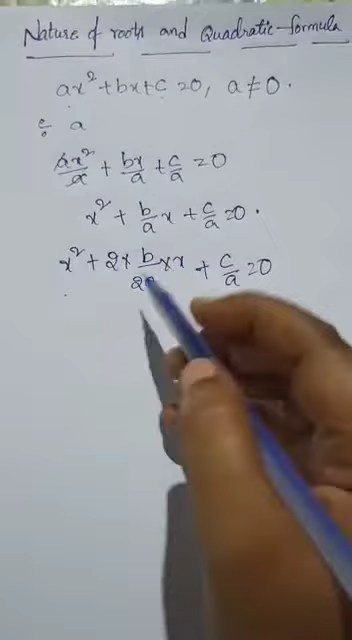 Nature of roots and Quadratic-formula
ax² + bx + c = 0, a ≠ 0.
÷ a
ax²/a + bx/a + c/a = 0
x² + b/a x + c/a = 0.
x² + 2 × b/2a × x + c/a = 0